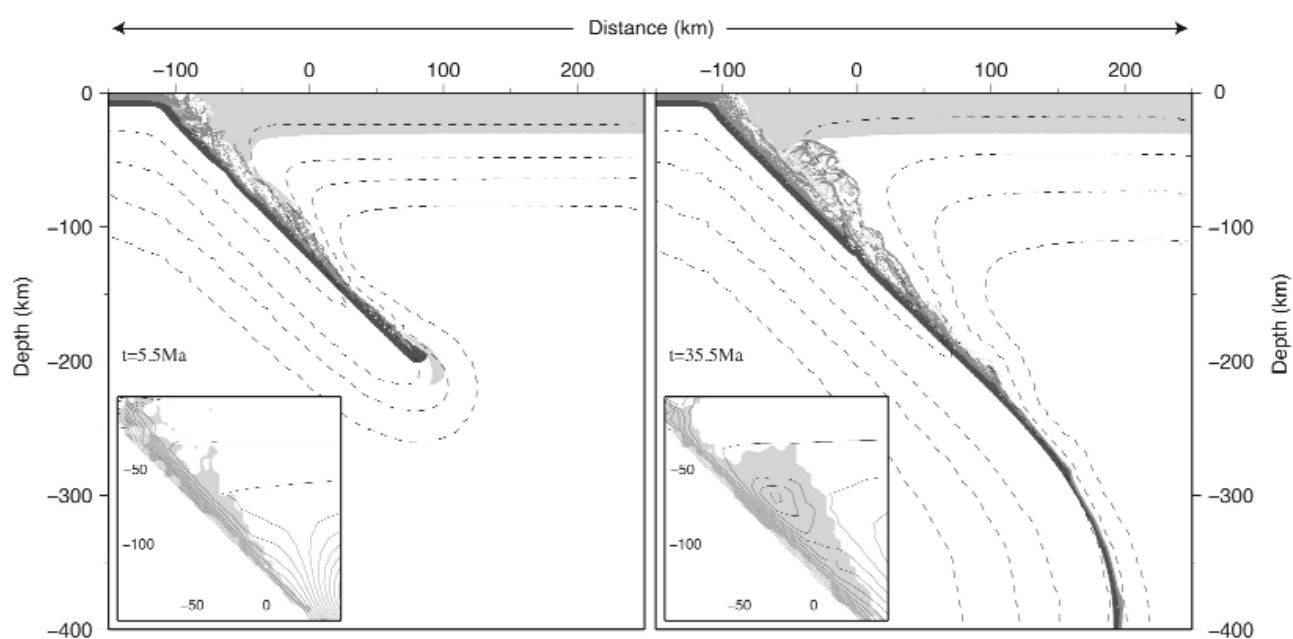 Distance (km)
−100 0 100 200 −100 0 100 200
0 0
−100 −100
Depth (km) Depth (km)
−200 −200
t=5.5Ma t=35.5Ma
−50 −50
−300 −300
−100 −100
−50 0 −50 0
−400 −400